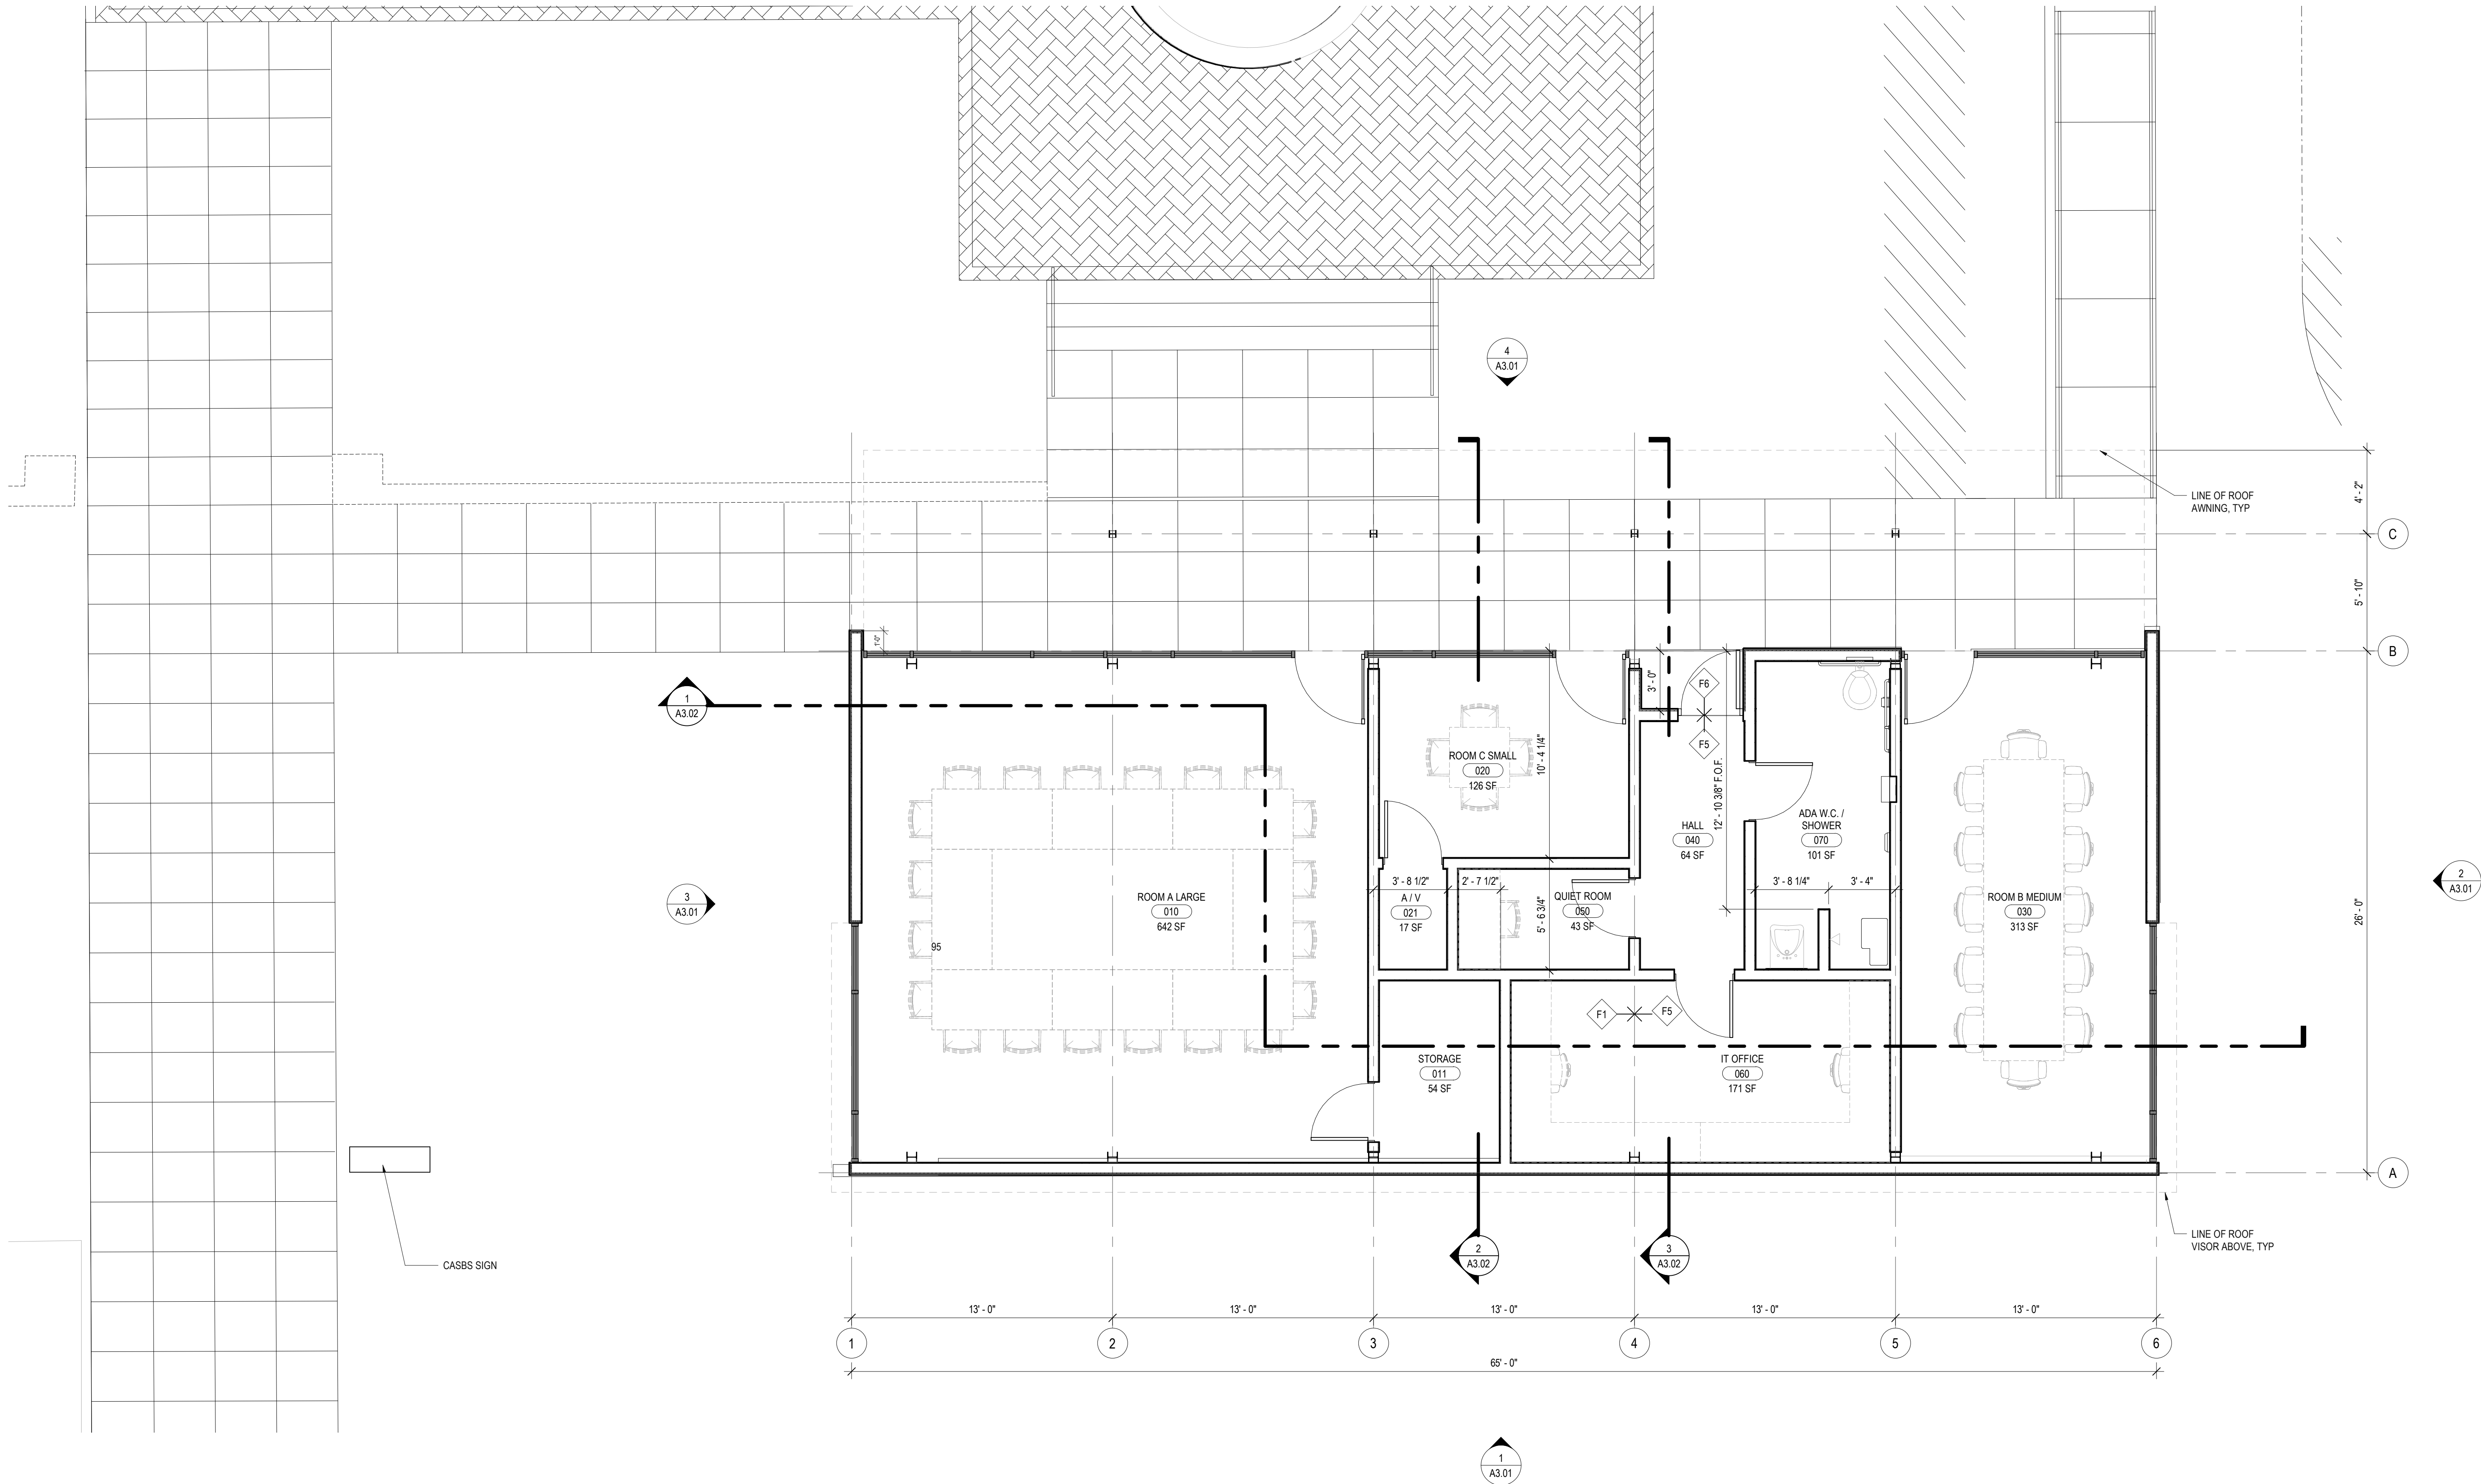 4
A3.01
LINE OF ROOF
AWNING, TYP
4' - 2"
C
5' - 10"
1'-0"
B
1
A3.02
3' - 0"
F6
F5
ROOM C SMALL
020
126 SF
10' - 4 1/4"
12' - 10 3/8" F.O.F.
HALL
040
64 SF
ADA W.C. /
SHOWER
070
101 SF
3
A3.01
ROOM A LARGE
010
642 SF
95
3' - 8 1/2"
2' - 7 1/2"
A / V
021
17 SF
5' - 6 3/4"
QUIET ROOM
050
43 SF
3' - 8 1/4"
3' - 4"
ROOM B MEDIUM
030
313 SF
2
A3.01
26' - 0"
F1
F5
STORAGE
011
54 SF
IT OFFICE
060
171 SF
A
CASBS SIGN
2
A3.02
3
A3.02
LINE OF ROOF
VISOR ABOVE, TYP
13' - 0"
13' - 0"
13' - 0"
13' - 0"
13' - 0"
1
2
3
4
5
6
65' - 0"
1
A3.01